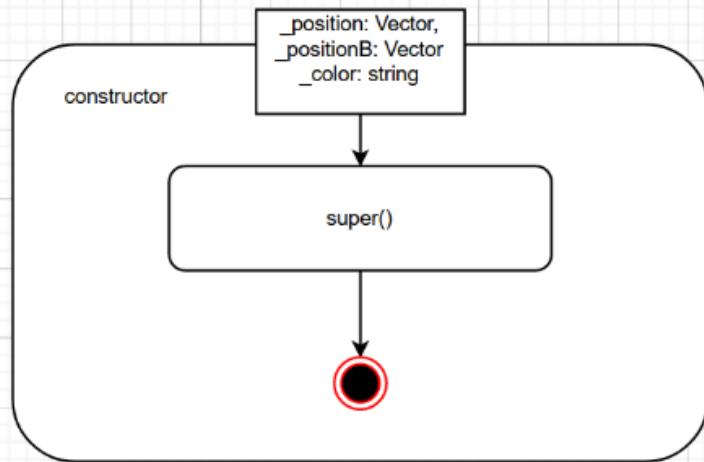 _position: Vector,
_positionB: Vector
_color: string
constructor
super()